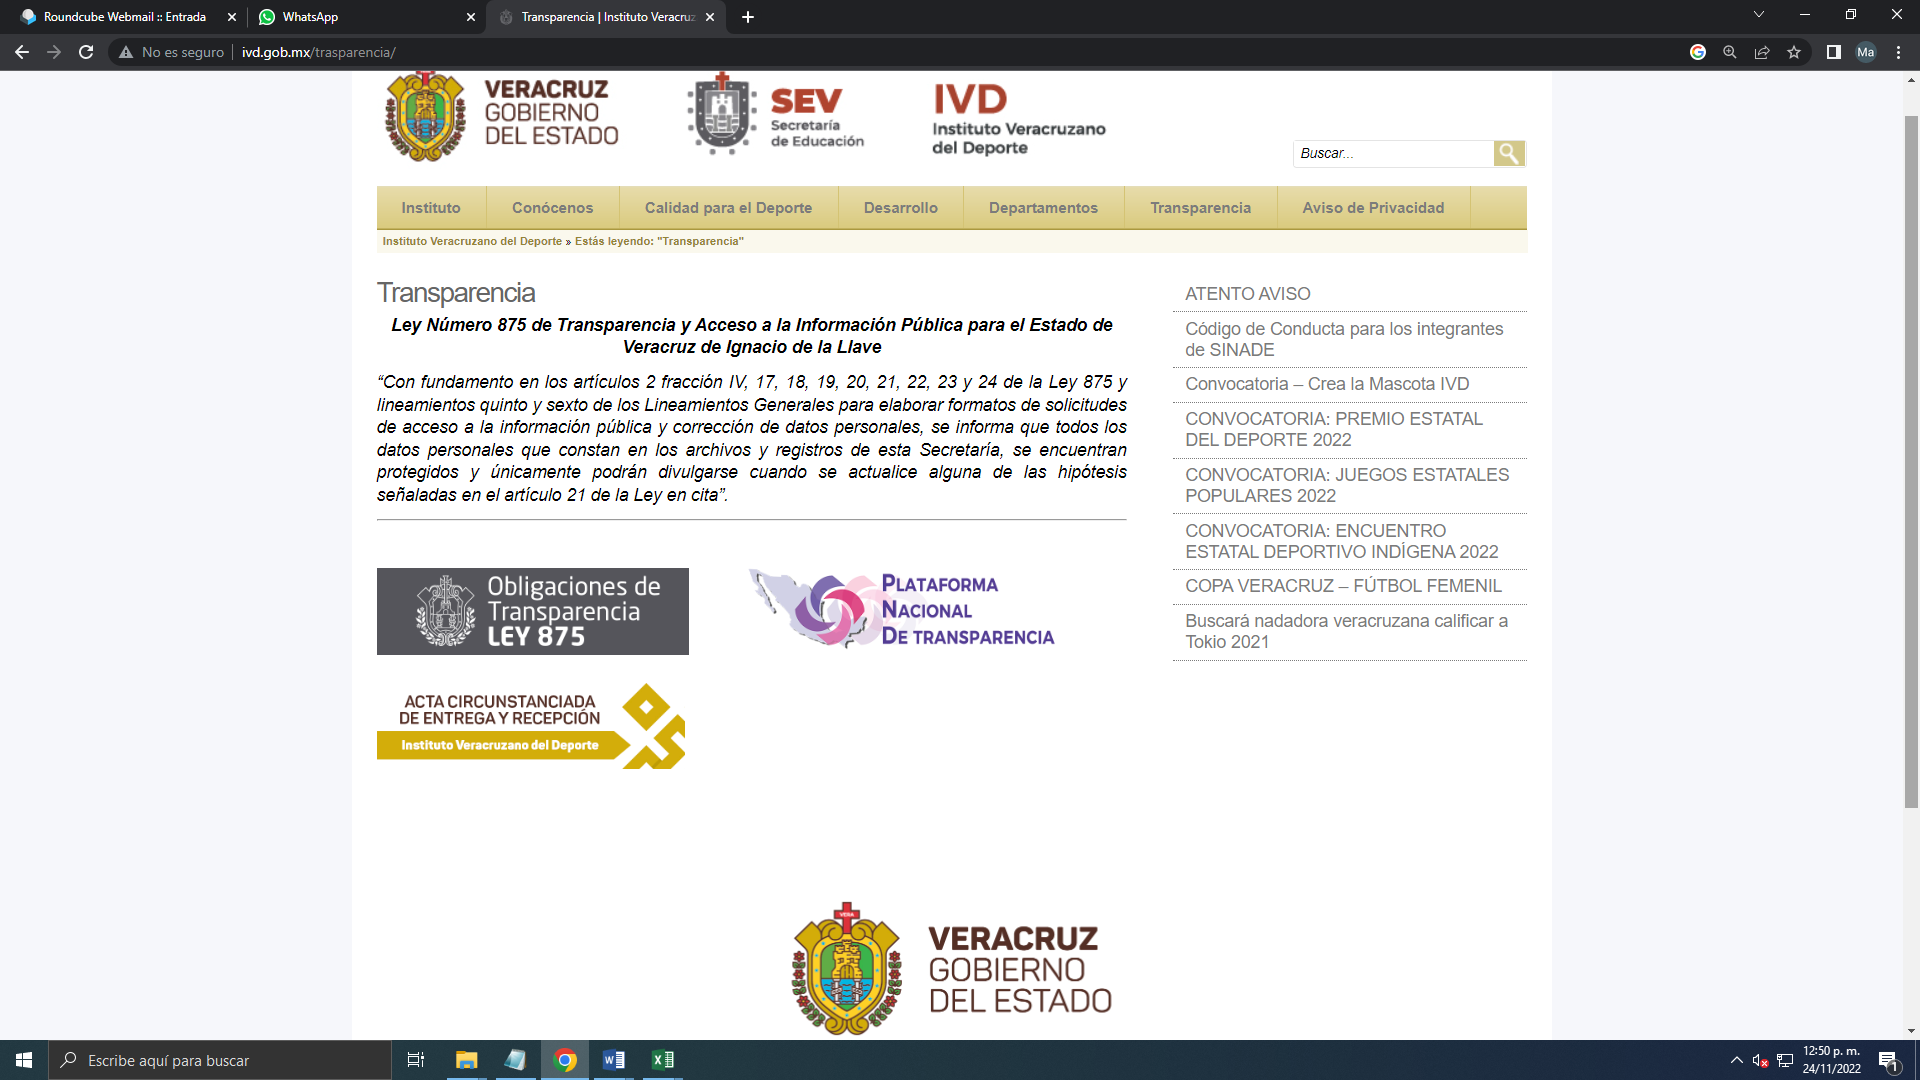 Roundcube Webmail :: Entrada
WhatsApp
Transparencia | Instituto Veracruz
No es seguro
ivd.gob.mx/trasparencia/
Ma
VERACRUZ
GOBIERNO
DEL ESTADO
SEV
Secretaría
de Educación
IVD
Instituto Veracruzano
del Deporte
Buscar...
Instituto
Conócenos
Calidad para el Deporte
Desarrollo
Departamentos
Transparencia
Aviso de Privacidad
Instituto Veracruzano del Deporte » Estás leyendo: "Transparencia"
Transparencia
Ley Número 875 de Transparencia y Acceso a la Información Pública para el Estado de
Veracruz de Ignacio de la Llave
“Con fundamento en los artículos 2 fracción IV, 17, 18, 19, 20, 21, 22, 23 y 24 de la Ley 875 y
lineamientos quinto y sexto de los Lineamientos Generales para elaborar formatos de solicitudes
de acceso a la información pública y corrección de datos personales, se informa que todos los
datos personales que constan en los archivos y registros de esta Secretaría, se encuentran
protegidos y únicamente podrán divulgarse cuando se actualice alguna de las hipótesis
señaladas en el artículo 21 de la Ley en cita”.
Obligaciones de
Transparencia
LEY 875
PLATAFORMA
NACIONAL
DE TRANSPARENCIA
ACTA CIRCUNSTANCIADA
DE ENTREGA Y RECEPCIÓN
Instituto Veracruzano del Deporte
ATENTO AVISO
Código de Conducta para los integrantes
de SINADE
Convocatoria – Crea la Mascota IVD
CONVOCATORIA: PREMIO ESTATAL
DEL DEPORTE 2022
CONVOCATORIA: JUEGOS ESTATALES
POPULARES 2022
CONVOCATORIA: ENCUENTRO
ESTATAL DEPORTIVO INDÍGENA 2022
COPA VERACRUZ – FÚTBOL FEMENIL
Buscará nadadora veracruzana calificar a
Tokio 2021
VERA
VERACRUZ
GOBIERNO
DEL ESTADO
Escribe aquí para buscar
12:50 p. m.
24/11/2022
1